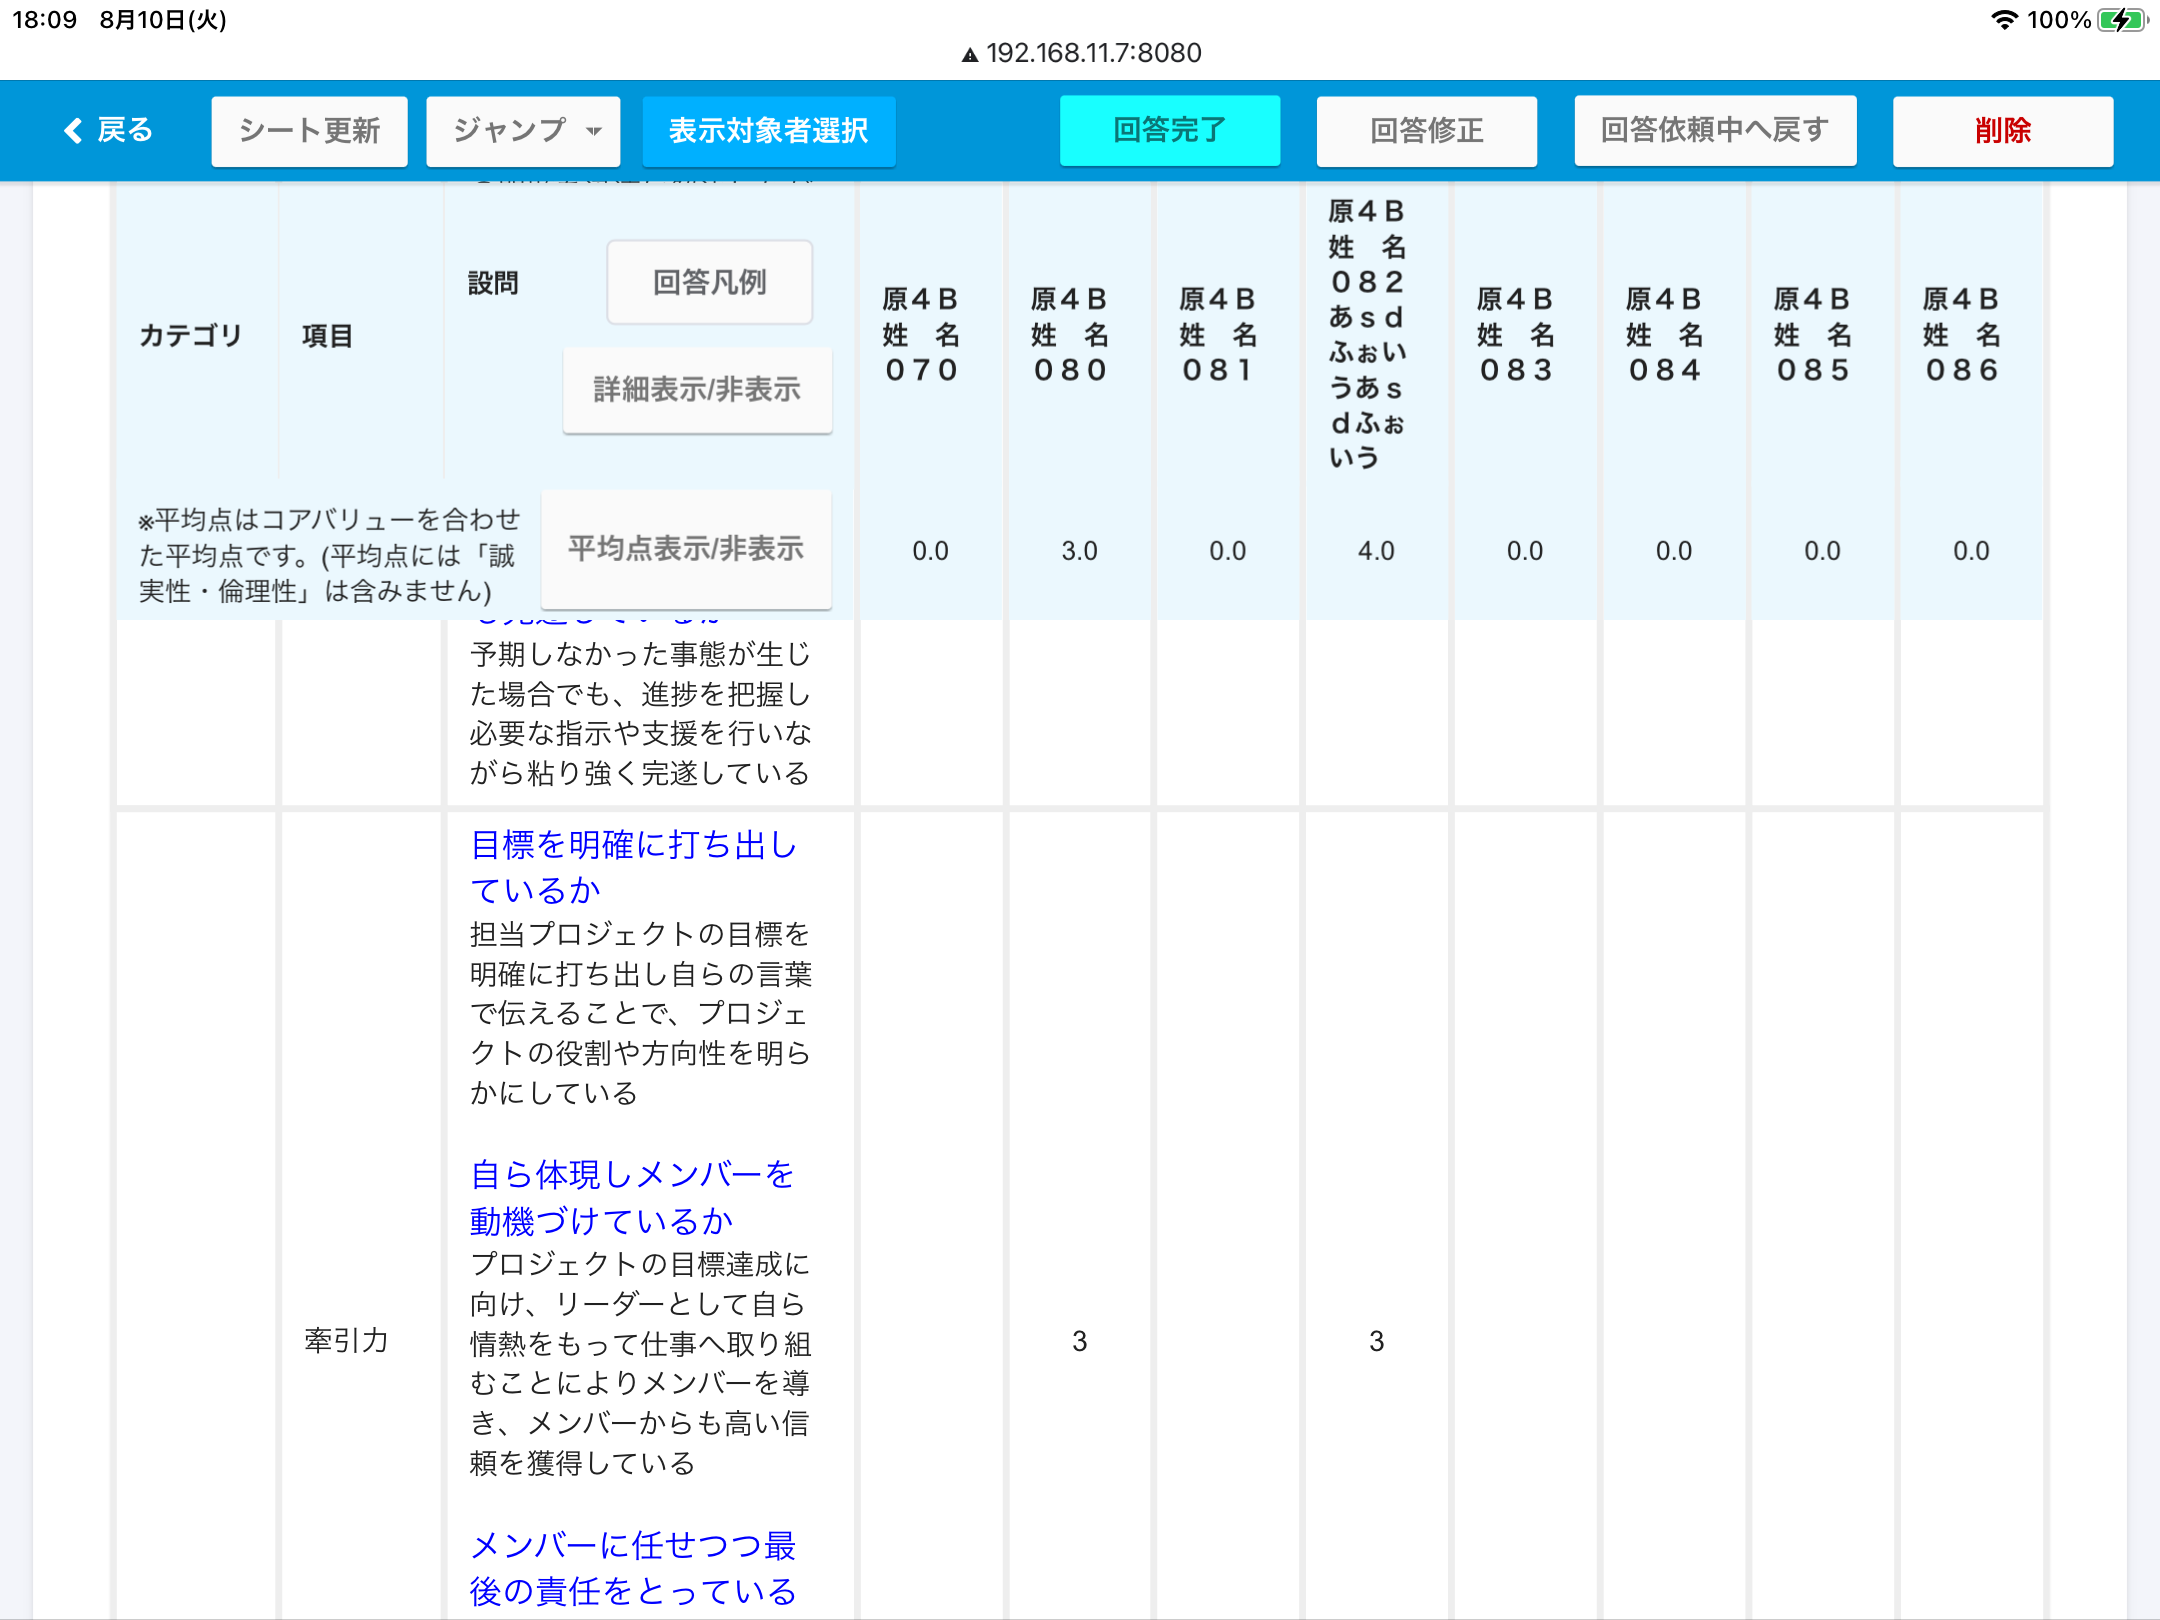 18:09 8月10日(火)
100%
192.168.11.7:8080
戻る
シート更新
ジャンプ
表示対象者選択
回答完了
回答修正
回答依頼中へ戻す
削除
カテゴリ
項目
設問
回答凡例
詳細表示/非表示
原４Ｂ
姓　名
０７０
原４Ｂ
姓　名
０８０
原４Ｂ
姓　名
０８１
原４Ｂ
姓　名
０８２
あｓｄ
ふぉい
うあｓ
ｄふぉ
いう
原４Ｂ
姓　名
０８３
原４Ｂ
姓　名
０８４
原４Ｂ
姓　名
０８５
原４Ｂ
姓　名
０８６
※平均点はコアバリューを合わせ
た平均点です。(平均点には「誠
実性・倫理性」は含みません)
平均点表示/非表示
0.0
3.0
0.0
4.0
0.0
0.0
0.0
0.0
予期しなかった事態が生じ
た場合でも、進捗を把握し
必要な指示や支援を行いな
がら粘り強く完遂している
牽引力
目標を明確に打ち出し
ているか
担当プロジェクトの目標を
明確に打ち出し自らの言葉
で伝えることで、プロジェ
クトの役割や方向性を明ら
かにしている
自ら体現しメンバーを
動機づけているか
プロジェクトの目標達成に
向け、リーダーとして自ら
情熱をもって仕事へ取り組
むことによりメンバーを導
き、メンバーからも高い信
頼を獲得している
メンバーに任せつつ最
後の責任をとっている
3
3